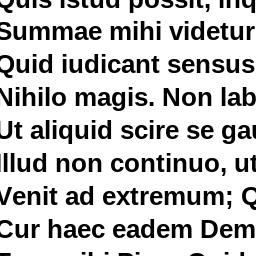 Quis istud possit, inq
Summae mihi videtur
Quid iudicant sensus
Nihilo magis. Non lab
Ut aliquid scire se gau
Illud non continuo, ut
Venit ad extremum; Q
Cur haec eadem Dem